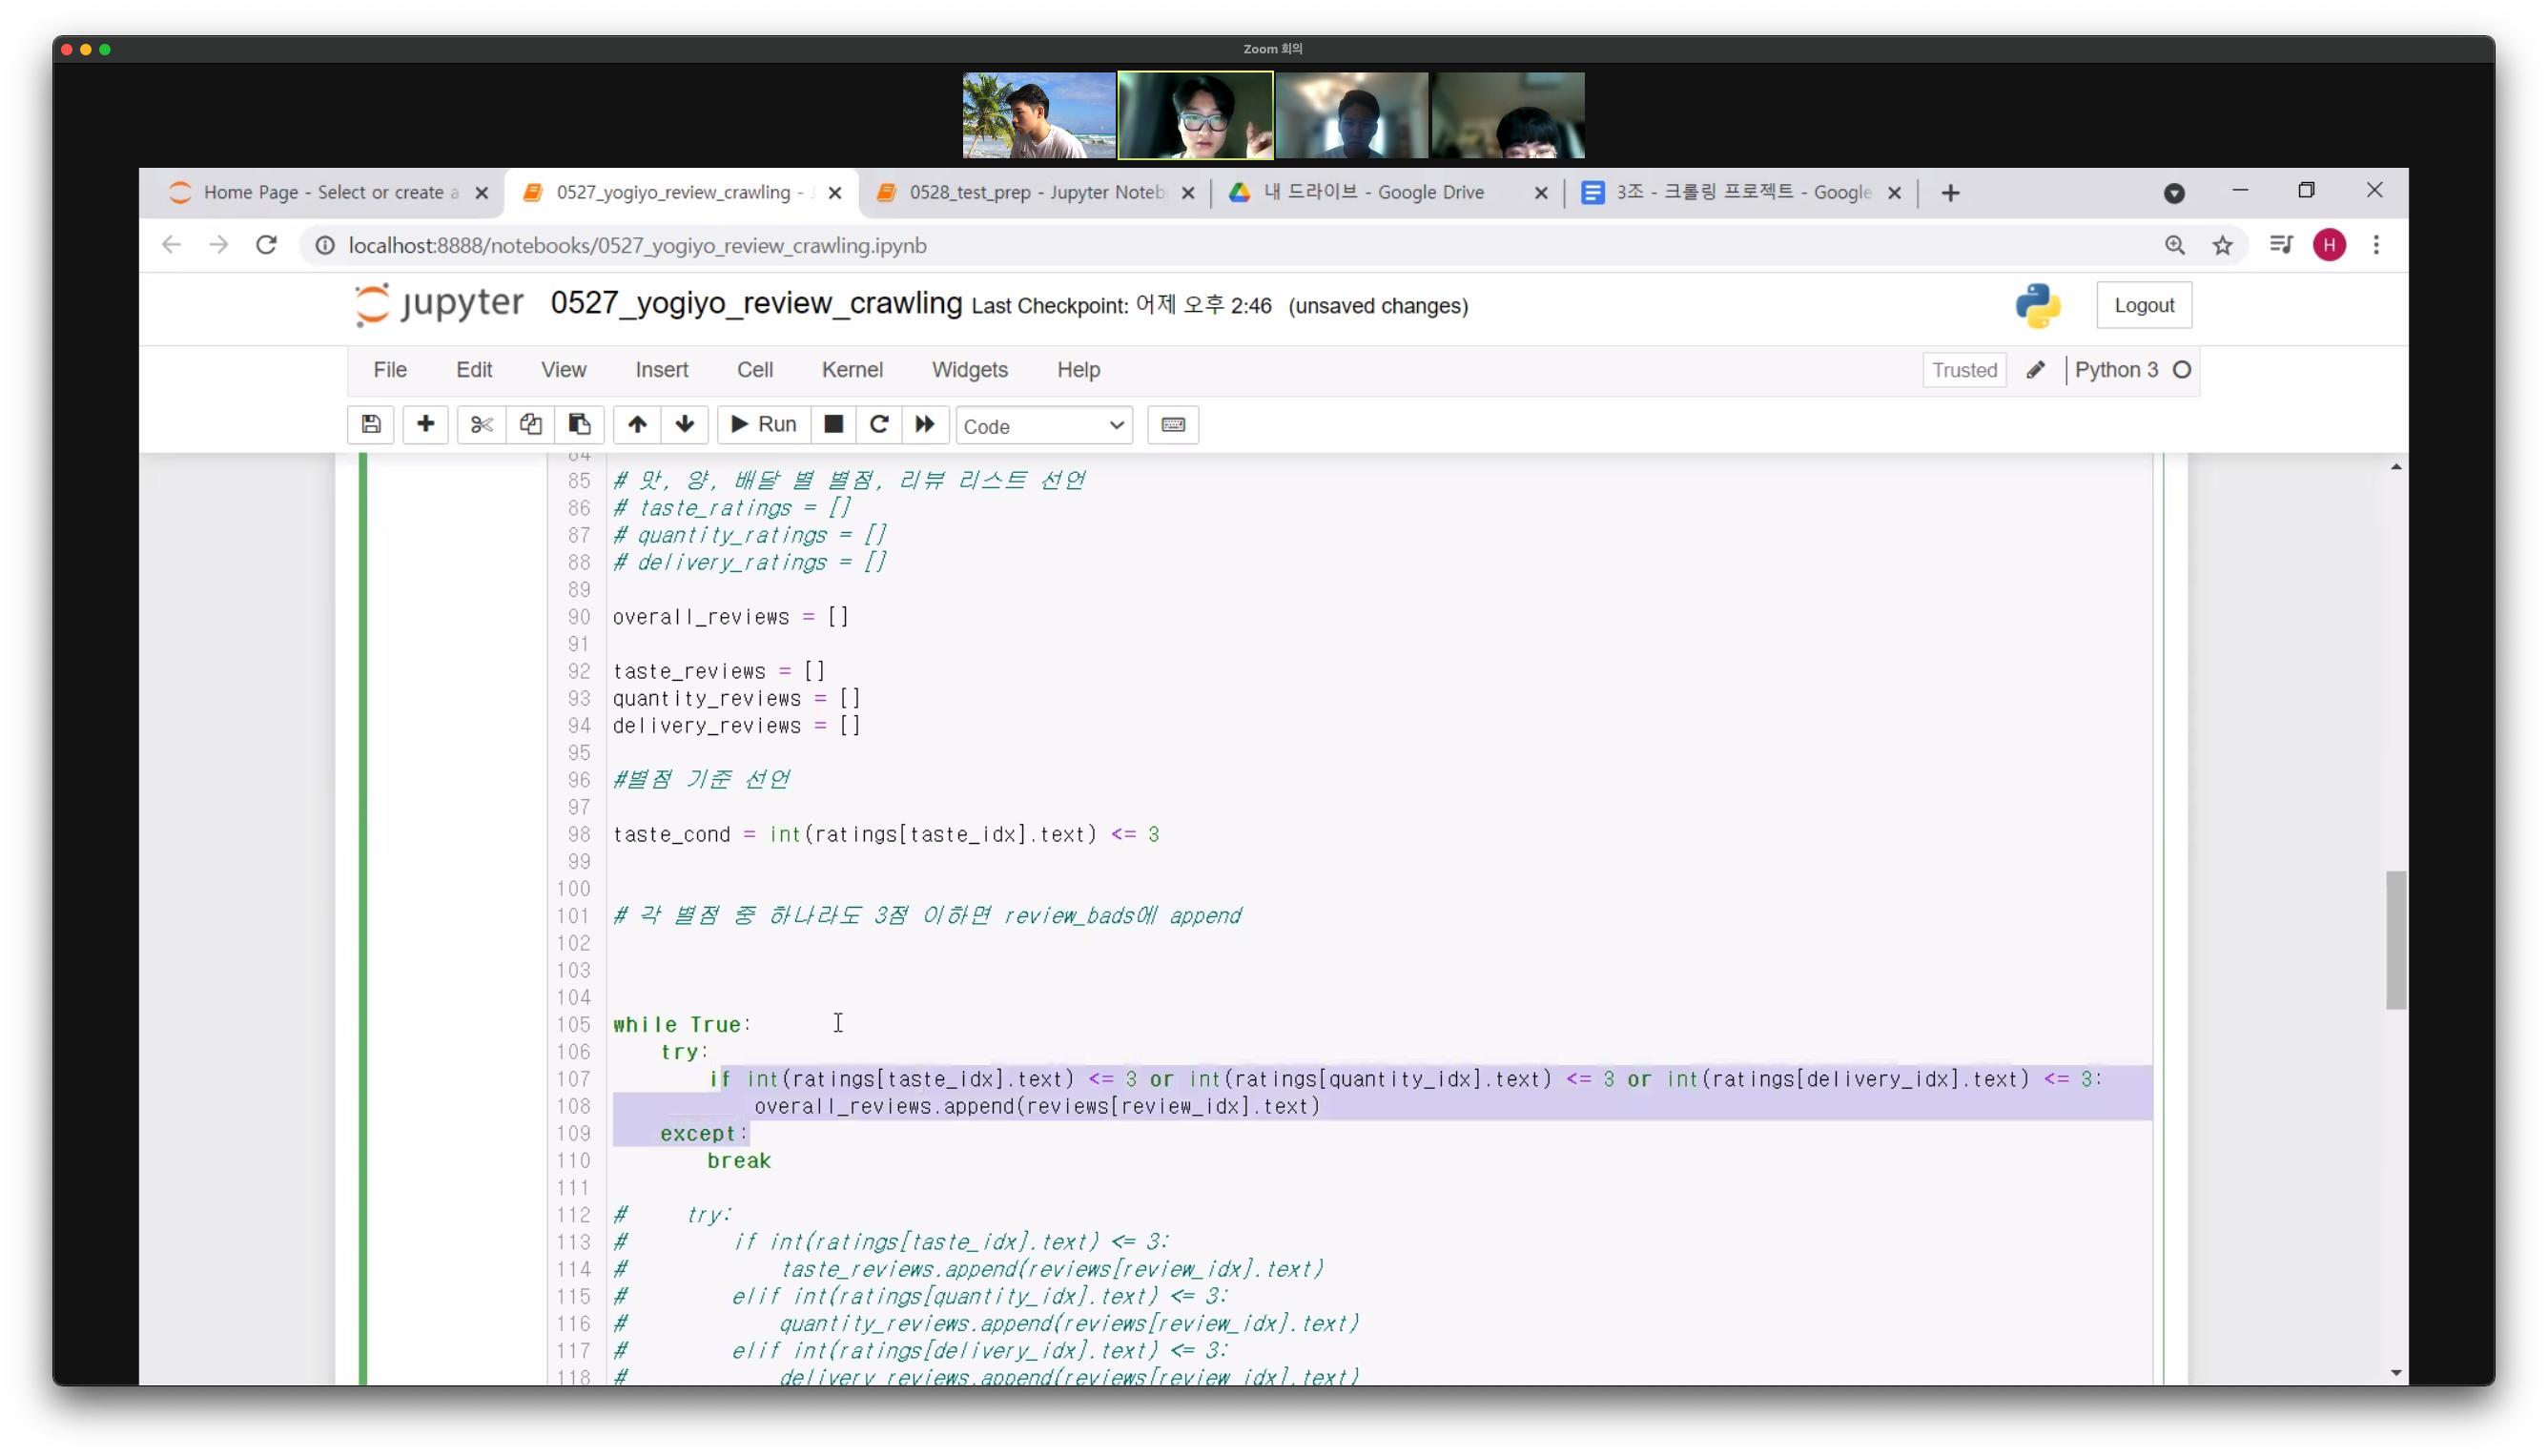 Zoom 회의
Home Page - Select or create a
0527_yogiyo_review_crawling -
0528_test_prep - Jupyter Noteb
내 드라이브 - Google Drive
3조 - 크롤링 프로젝트 - Google
localhost:8888/notebooks/0527_yogiyo_review_crawling.ipynb
H
jupyter 0527_yogiyo_review_crawling Last Checkpoint: 어제 오후 2:46 (unsaved changes)
Logout
File Edit View Insert Cell Kernel Widgets Help
Trusted Python 3
Run Code
84
85 # 맛, 양, 배달 별 별점, 리뷰 리스트 선언
86 # taste_ratings = []
87 # quantity_ratings = []
88 # delivery_ratings = []
89
90 overall_reviews = []
91
92 taste_reviews = []
93 quantity_reviews = []
94 delivery_reviews = []
95
96 #별점 기준 선언
97
98 taste_cond = int(ratings[taste_idx].text) <= 3
99
100
101 # 각 별점 중 하나라도 3점 이하면 review_bads에 append
102
103
104
105 while True:
106     try:
107         if int(ratings[taste_idx].text) <= 3 or int(ratings[quantity_idx].text) <= 3 or int(ratings[delivery_idx].text) <= 3:
108             overall_reviews.append(reviews[review_idx].text)
109     except:
110         break
111
112 #     try:
113 #         if int(ratings[taste_idx].text) <= 3:
114 #             taste_reviews.append(reviews[review_idx].text)
115 #         elif int(ratings[quantity_idx].text) <= 3:
116 #             quantity_reviews.append(reviews[review_idx].text)
117 #         elif int(ratings[delivery_idx].text) <= 3:
118 #             delivery_reviews.append(reviews[review_idx].text)